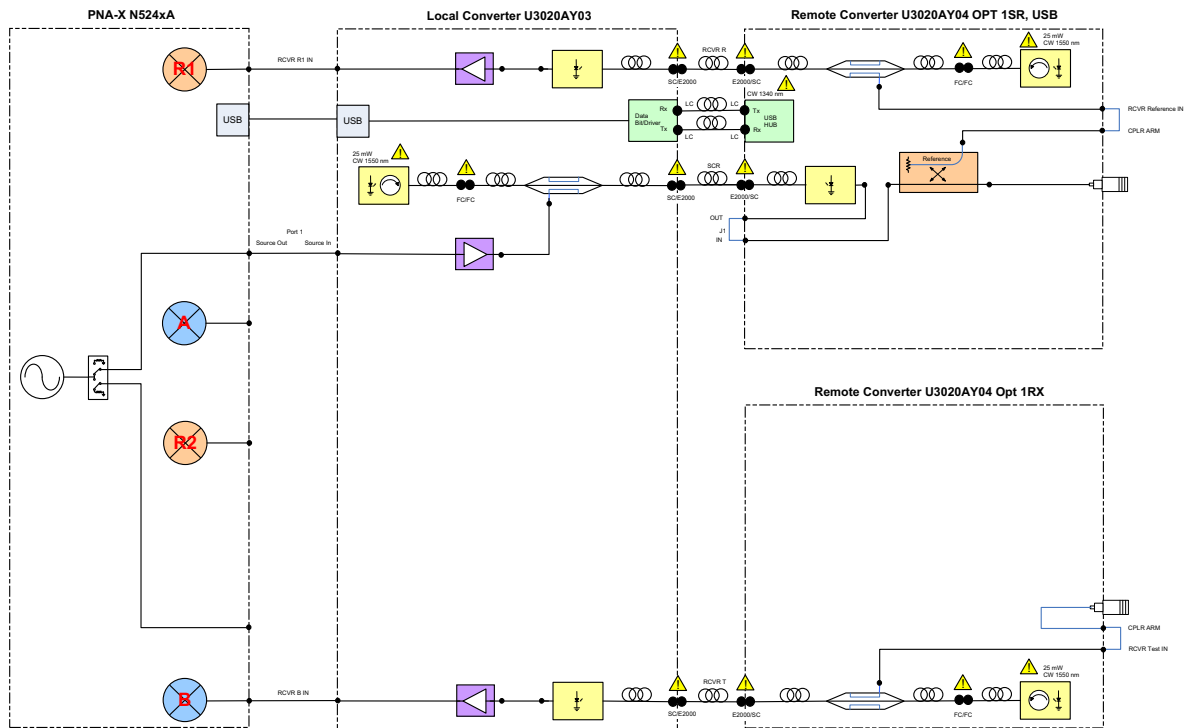 PNA-X N524xA
Local Converter U3020AY03
Remote Converter U3020AY04 OPT 1SR, USB
25 mW
CW 1550 nm
R1
RCVR R1 IN
RCVR R
SC/E2000
E2000/SC
FC/FC
CW 1340 nm
USB
USB
Rx
Data
Bit/Driver
Tx
LC
LC
LC
LC
Tx
USB
HUB
Rx
RCVR Reference IN
CPLR ARM
25 mW
CW 1550 nm
FC/FC
SCR
SC/E2000
E2000/SC
Reference
OUT
J1
IN
Port 1
Source Out
Source In
A
R2
Remote Converter U3020AY04 Opt 1RX
CPLR ARM
RCVR Test IN
25 mW
CW 1550 nm
B
RCVR B IN
RCVR T
SC/E2000
E2000/SC
FC/FC